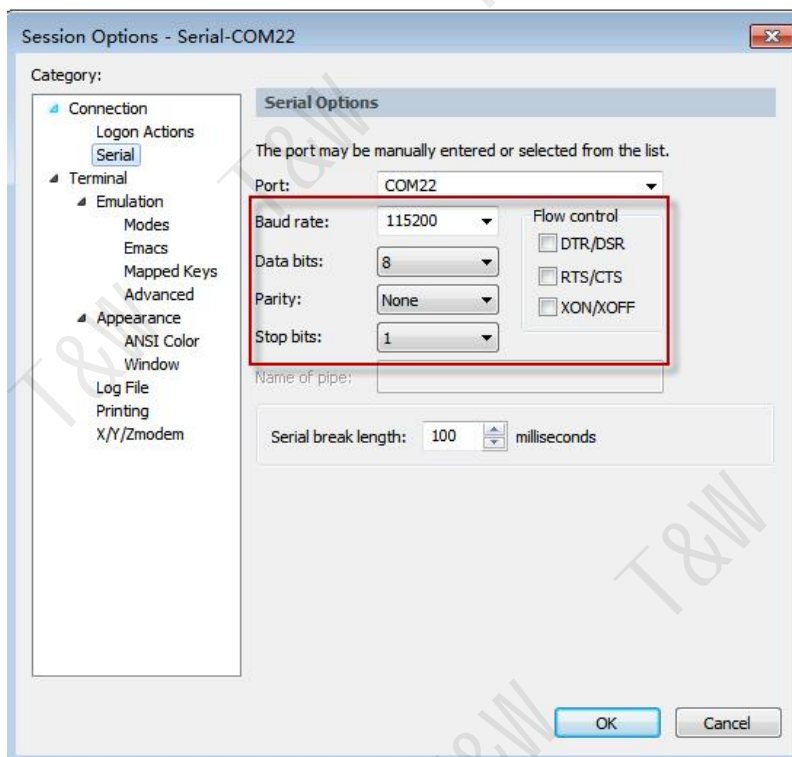 Session Options - Serial-COM22
Category:
Connection
Logon Actions
Serial
Terminal
Emulation
Modes
Emacs
Mapped Keys
Advanced
Appearance
ANSI Color
Window
Log File
Printing
X/Y/Zmodem
Serial Options
The port may be manually entered or selected from the list.
Port: COM22
Baud rate: 115200
Data bits: 8
Parity: None
Stop bits: 1
Flow control
DTR/DSR
RTS/CTS
XON/XOFF
Name of pipe:
Serial break length: 100 milliseconds
OK Cancel
T&W
T&W
T&W
T&W